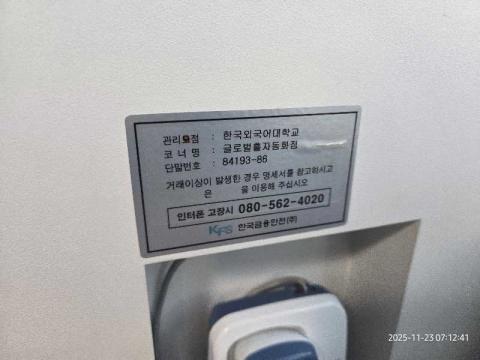 관리점 : 한국외국어대학교
코 너 명 : 글로벌홀자동화점
단말번호 : 84193-86
거래이상이 발생한 경우 명세서를 참고하시고
은 을 이용해 주십시오
인터폰 고장시 080-562-4020
KFS 한국금융안전(주)
2025-11-23 07:12:41